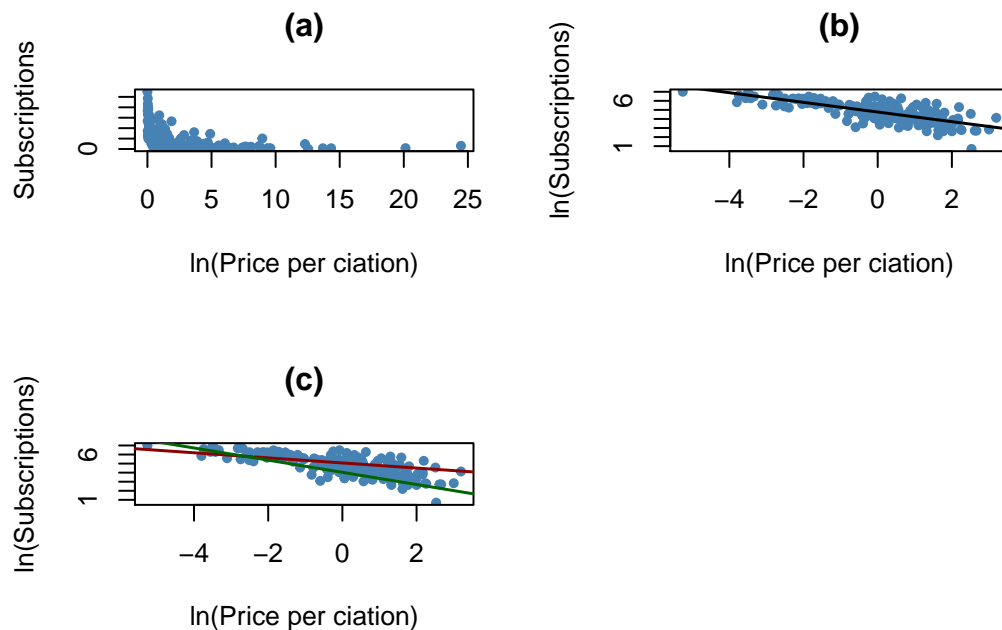 (a)
Subscriptions
0
0 5 10 15 20 25
ln(Price per ciation)
(b)
ln(Subscriptions)
1 6
−4 −2 0 2
ln(Price per ciation)
(c)
ln(Subscriptions)
1 6
−4 −2 0 2
ln(Price per ciation)